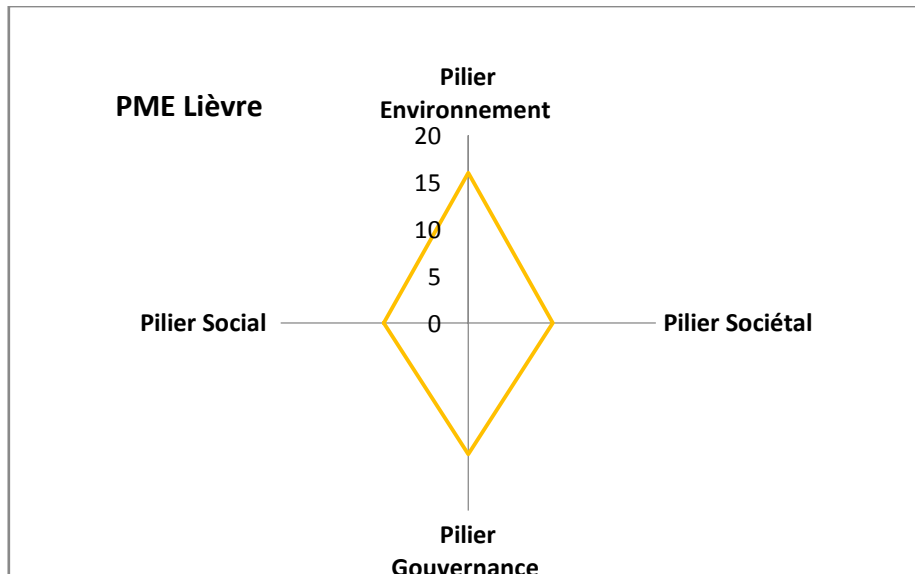 PME Lièvre
Pilier
Environnement
20
15
10
5
0
Pilier Social
Pilier Sociétal
Pilier
Gouvernance